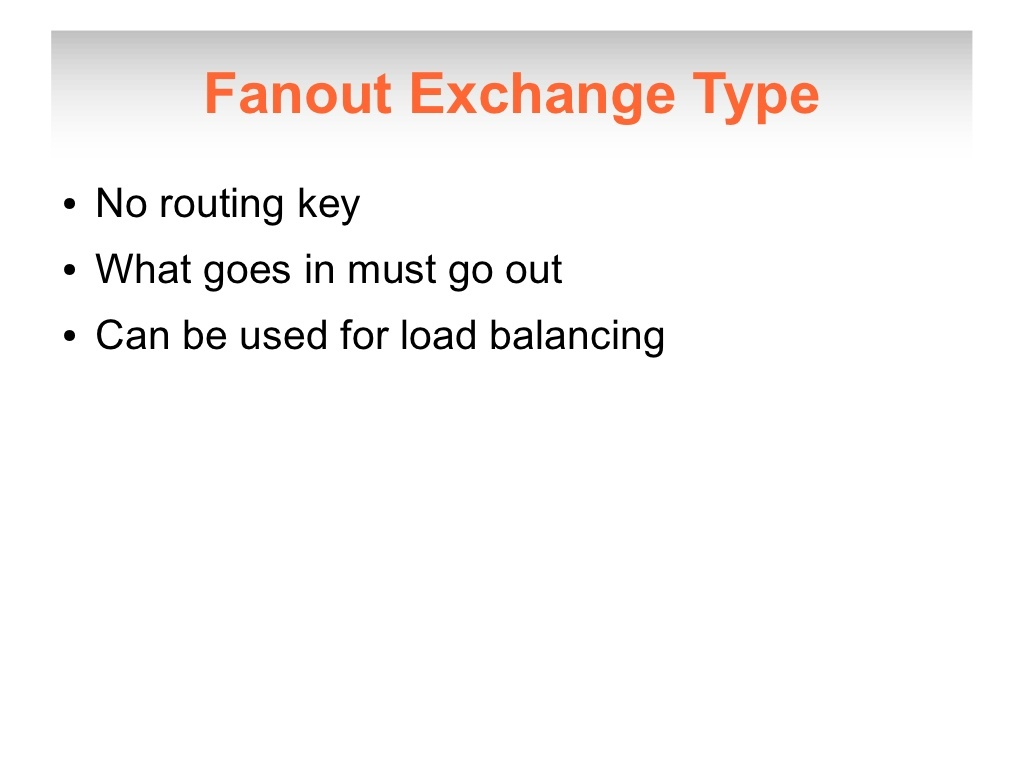 Fanout Exchange Type
• No routing key
• What goes in must go out
• Can be used for load balancing